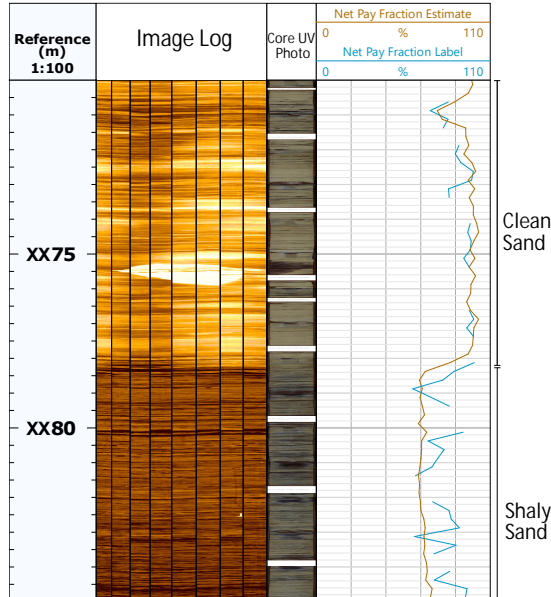 Reference
(m)
1:100
Image Log
Core UV
Photo
Net Pay Fraction Estimate
0 % 110
Net Pay Fraction Label
0 % 110
XX75
XX80
Clean
Sand
Shaly
Sand